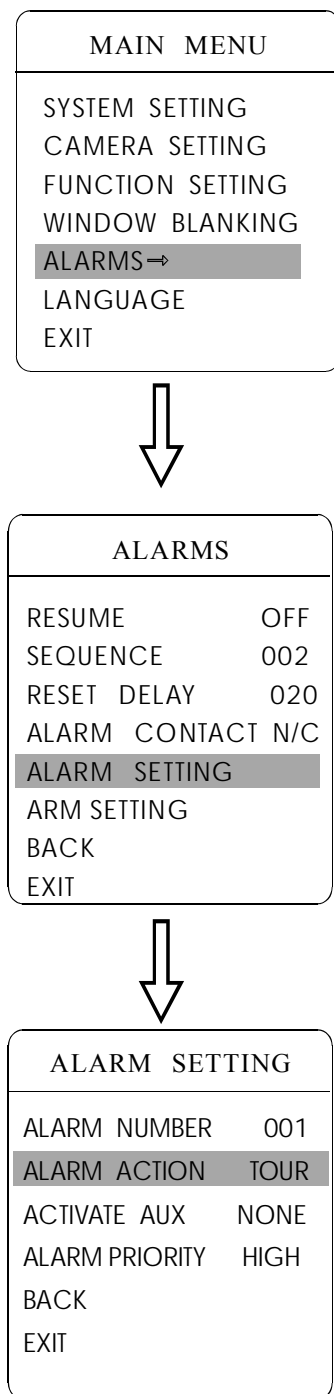 MAIN MENU
SYSTEM SETTING
CAMERA SETTING
FUNCTION SETTING
WINDOW BLANKING
ALARMS⇒
LANGUAGE
EXIT
ALARMS
RESUME OFF
SEQUENCE 002
RESET DELAY 020
ALARM CONTACT N/C
ALARM SETTING
ARM SETTING
BACK
EXIT
ALARM SETTING
ALARM NUMBER 001
ALARM ACTION TOUR
ACTIVATE AUX NONE
ALARM PRIORITY HIGH
BACK
EXIT